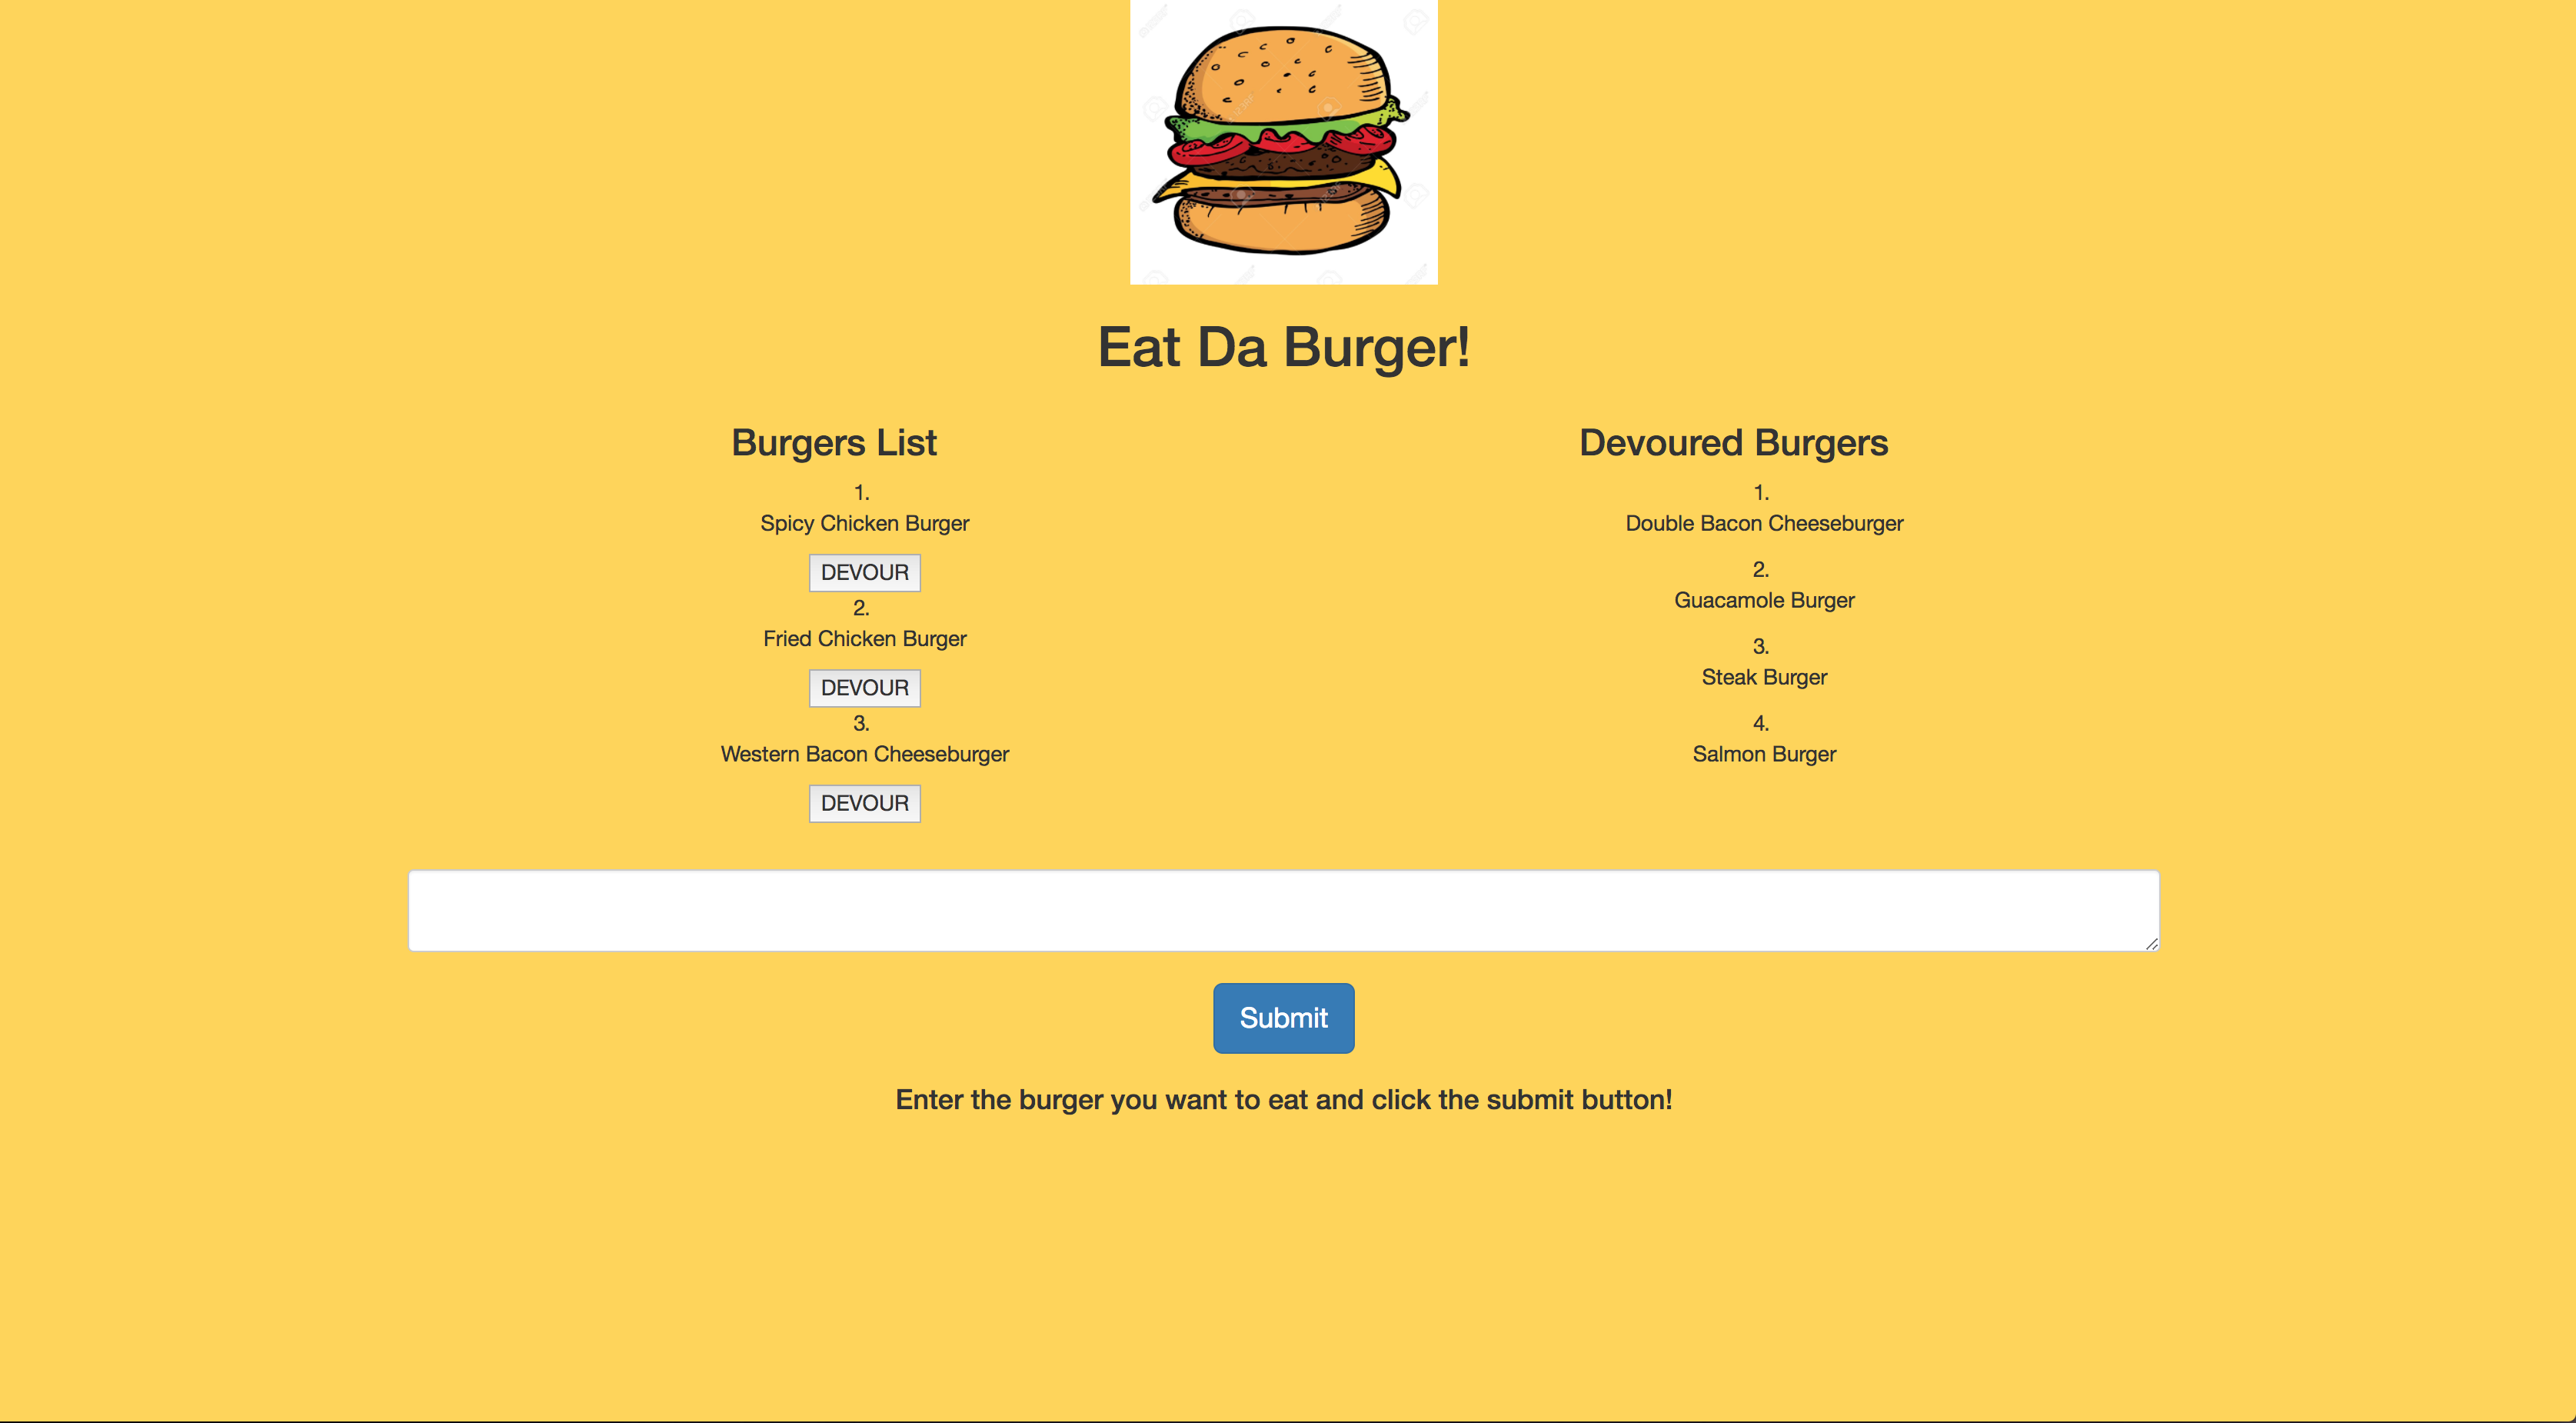 Eat Da Burger!
Burgers List
1.
Spicy Chicken Burger
DEVOUR
2.
Fried Chicken Burger
DEVOUR
3.
Western Bacon Cheeseburger
DEVOUR
Devoured Burgers
1.
Double Bacon Cheeseburger
2.
Guacamole Burger
3.
Steak Burger
4.
Salmon Burger
Submit
Enter the burger you want to eat and click the submit button!